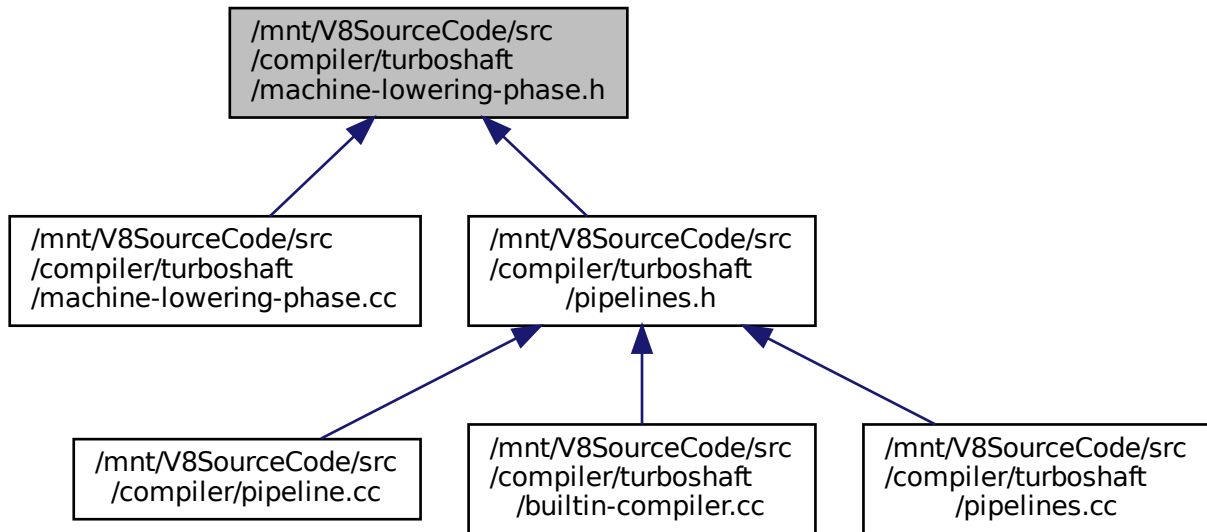 /mnt/V8SourceCode/src
/compiler/turboshaft
/machine-lowering-phase.h
/mnt/V8SourceCode/src
/compiler/turboshaft
/machine-lowering-phase.cc
/mnt/V8SourceCode/src
/compiler/turboshaft
/pipelines.h
/mnt/V8SourceCode/src
/compiler/pipeline.cc
/mnt/V8SourceCode/src
/compiler/turboshaft
/builtin-compiler.cc
/mnt/V8SourceCode/src
/compiler/turboshaft
/pipelines.cc